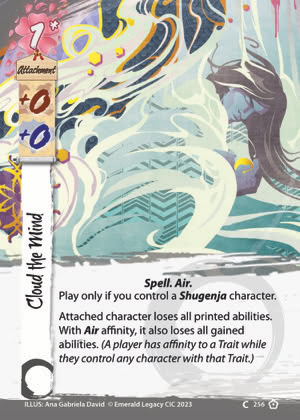 1
Attachment
+0
+0
Cloud the Mind
Spell. Air.
Play only if you control a Shugenja character.
Attached character loses all printed abilities.
With Air affinity, it also loses all gained
abilities. (A player has affinity to a Trait while
they control any character with that Trait.)
ILLUS: Ana Gabriela David © Emerald Legacy CIC 2023
C 256